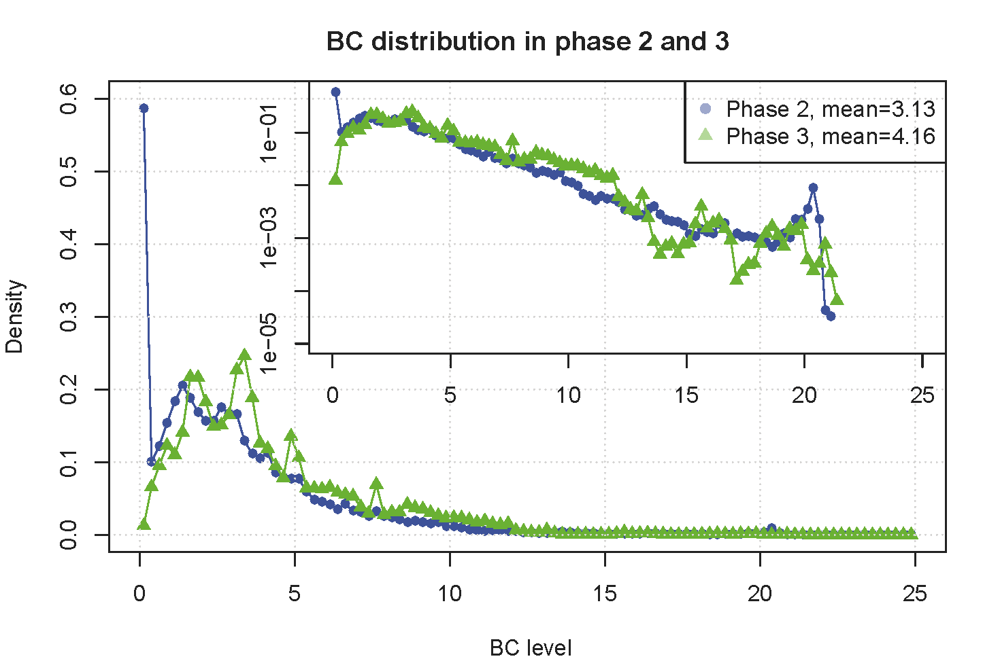 BC distribution in phase 2 and 3
Phase 2, mean=3.13
Phase 3, mean=4.16
1e−01
1e−03
1e−05
0 5 10 15 20 25
Density
0.6
0.5
0.4
0.3
0.2
0.1
0.0
0 5 10 15 20 25
BC level